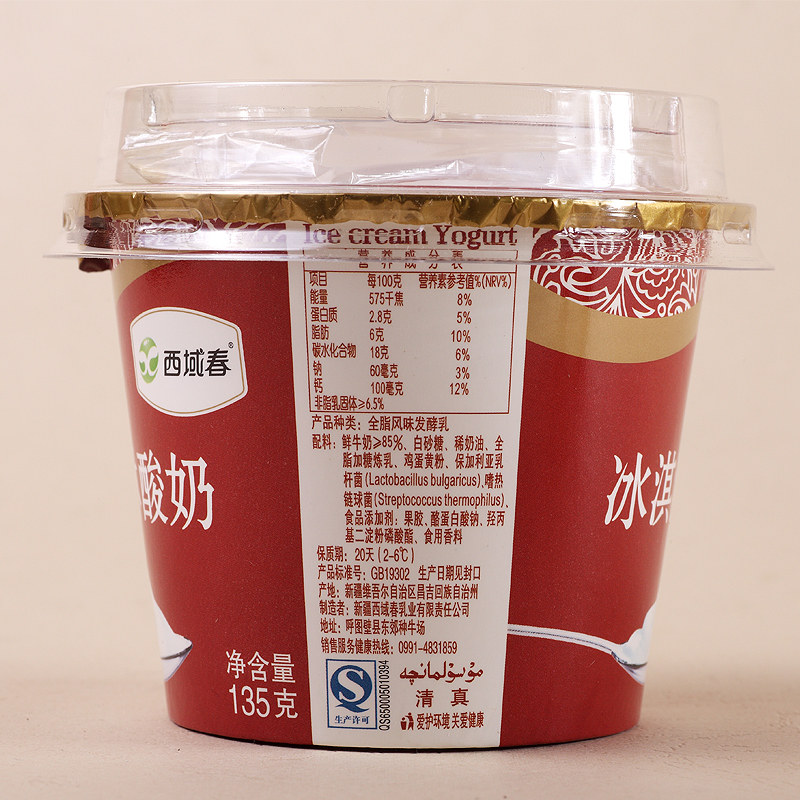 Ice cream Yogurt
营养成分表
项目 每100克 营养素参考值%(NRV%)
能量 575千焦 8%
蛋白质 2.8克 5%
脂肪 6克 10%
碳水化合物 18克 6%
钠 60毫克 3%
钙 100毫克 12%
非脂乳固体≥6.5%
产品种类：全脂风味发酵乳
配料：鲜牛奶≥85%、白砂糖、稀奶油、全
脂加糖炼乳、鸡蛋黄粉、保加利亚乳
杆菌(Lactobacillus bulgaricus)、嗜热
链球菌(Streptococcus thermophilus)、
食品添加剂：果胶、酪蛋白酸钠、羟丙
基二淀粉磷酸酯、食用香料
保质期：20天(2-6℃)
产品标准号：GB19302 生产日期见封口
产地：新疆维吾尔自治区昌吉回族自治州
制造者：新疆西域春乳业有限责任公司
地址：呼图壁县东郊种牛场
销售服务健康热线：0991-4831859
QS 生产许可
QS650005010394
مۇسۇلمانچە
清真
爱护环境 关爱健康
西域春®
酸奶
净含量
135克
冰淇